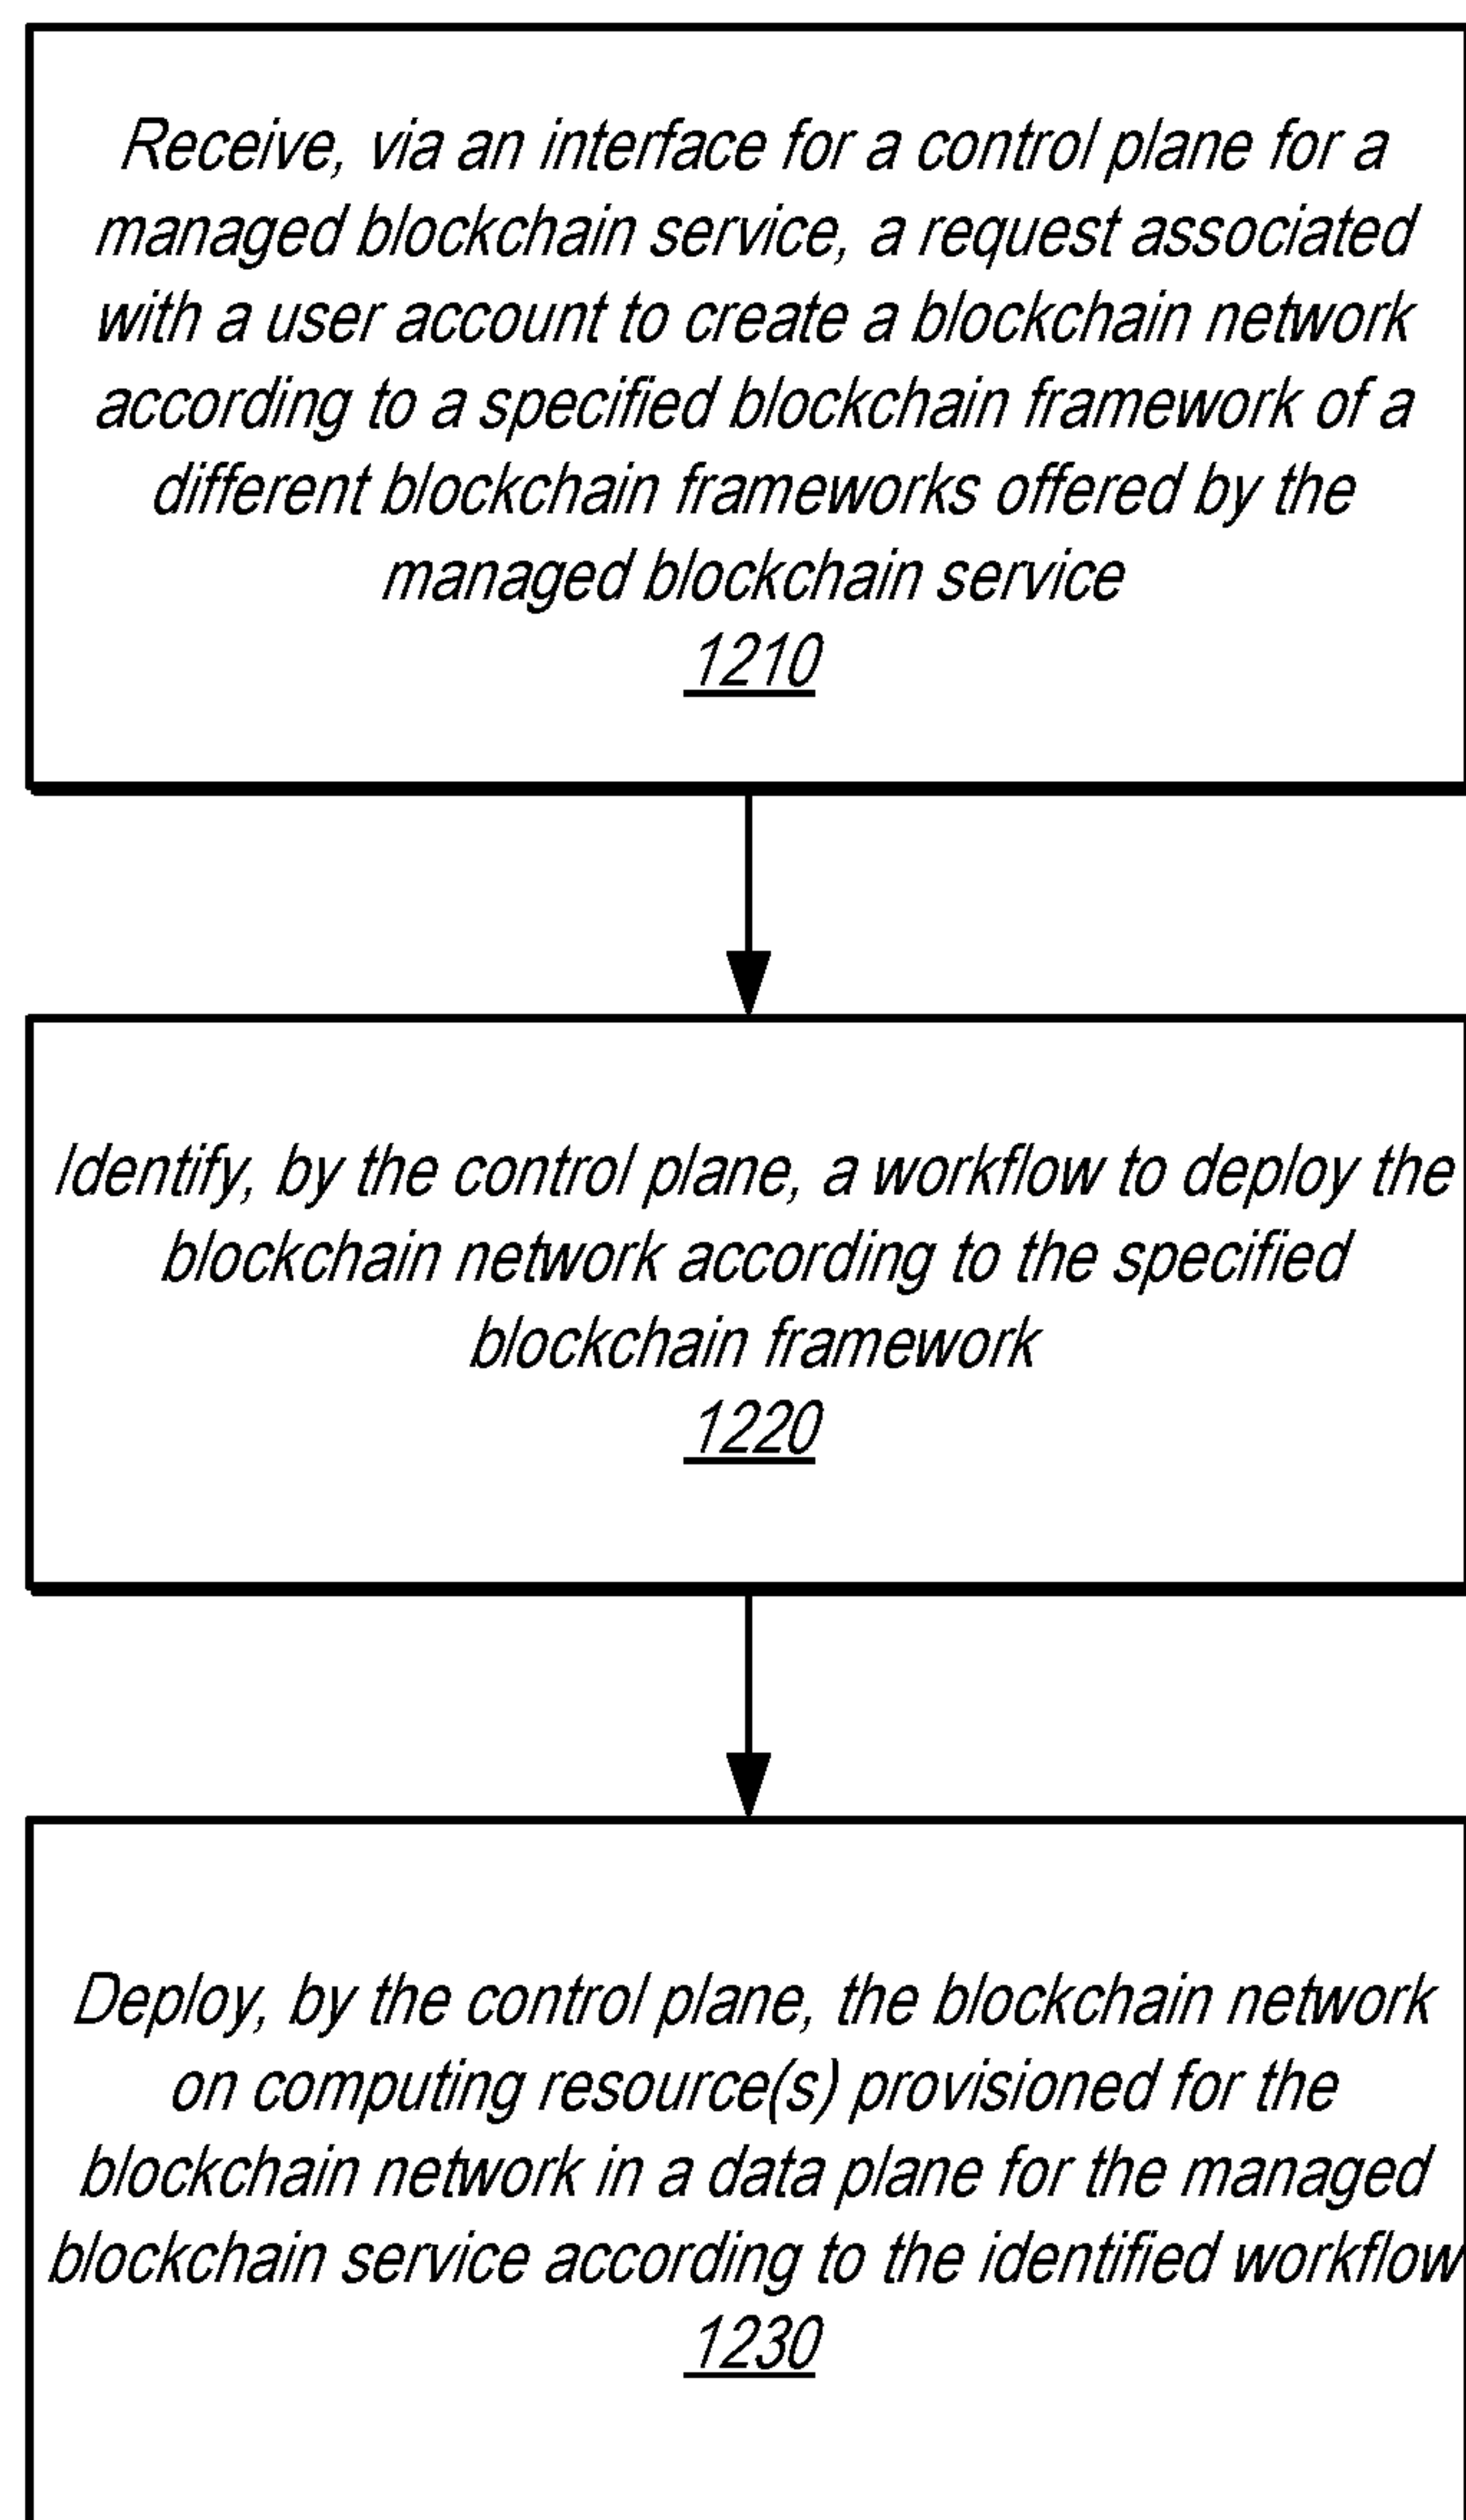 Receive, via an interface for a control plane for a
managed blockchain service, a request associated
with a user account to create a blockchain network
according to a specified blockchain framework of a
different blockchain frameworks offered by the
managed blockchain service
1210
Identify, by the control plane, a workflow to deploy the
blockchain network according to the specified
blockchain framework
1220
Deploy, by the control plane, the blockchain network
on computing resource(s) provisioned for the
blockchain network in a data plane for the managed
blockchain service according to the identified workflow
1230